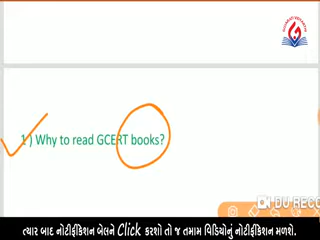 1 ) Why to read GCERT books?
DU RECO
ત્યાર બાદ નોટીફીકેશન બેલને Click કરશો તો જ તમામ વિડિયોનું નોટીફીકેશન મળશે.